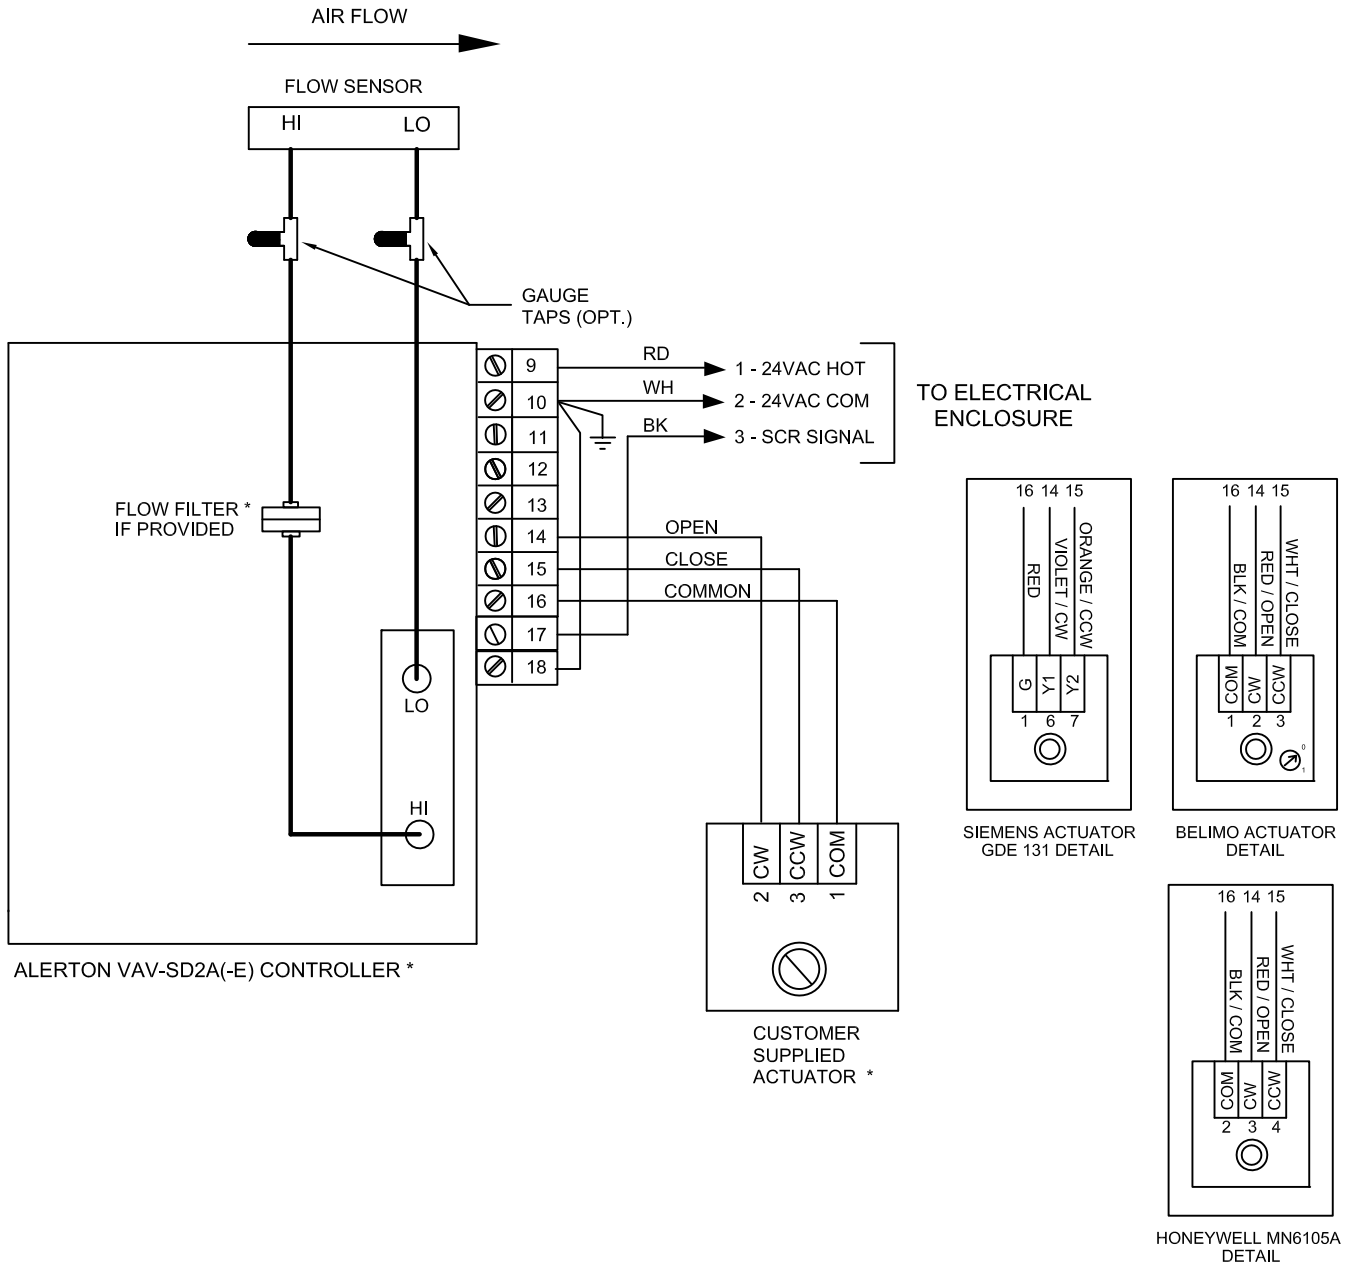 AIR FLOW
FLOW SENSOR
HI
LO
GAUGE
TAPS (OPT.)
9
10
11
12
13
14
15
16
17
18
RD
WH
BK
1 - 24VAC HOT
2 - 24VAC COM
3 - SCR SIGNAL
TO ELECTRICAL
ENCLOSURE
FLOW FILTER *
IF PROVIDED
OPEN
CLOSE
COMMON
LO
HI
ALERTON VAV-SD2A(-E) CONTROLLER *
CW
CCW
COM
2
3
1
CUSTOMER
SUPPLIED
ACTUATOR *
16 14 15
RED
VIOLET / CW
ORANGE / CCW
G
Y1
Y2
1 6 7
SIEMENS ACTUATOR
GDE 131 DETAIL
16 14 15
BLK / COM
RED / OPEN
WHT / CLOSE
COM
CW
CCW
1 2 3
0
1
BELIMO ACTUATOR
DETAIL
16 14 15
BLK / COM
RED / OPEN
WHT / CLOSE
COM
CW
CCW
2 3 4
HONEYWELL MN6105A
DETAIL